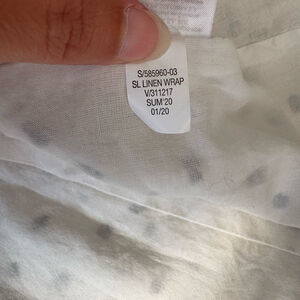 S/585960-03
SL LINEN WRAP
V/311217
SUM'20
01/20